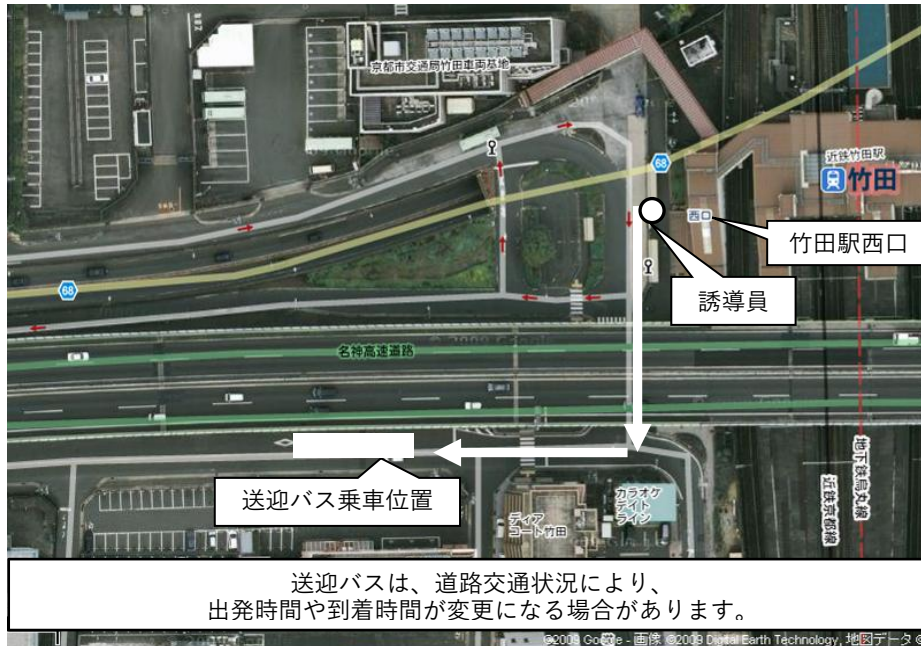 京都市交通局竹田車両基地
近鉄竹田駅
竹田
68
西口
竹田駅西口
誘導員
68
名神高速道路
送迎バス乗車位置
カラオケ
デイト
ライン
ディア
コート竹田
地下鉄烏丸線
近鉄京都線
送迎バスは、道路交通状況により、
出発時間や到着時間が変更になる場合があります。
©2009 Google - 画像 ©2009 Digital Earth Technology, 地図データ ©